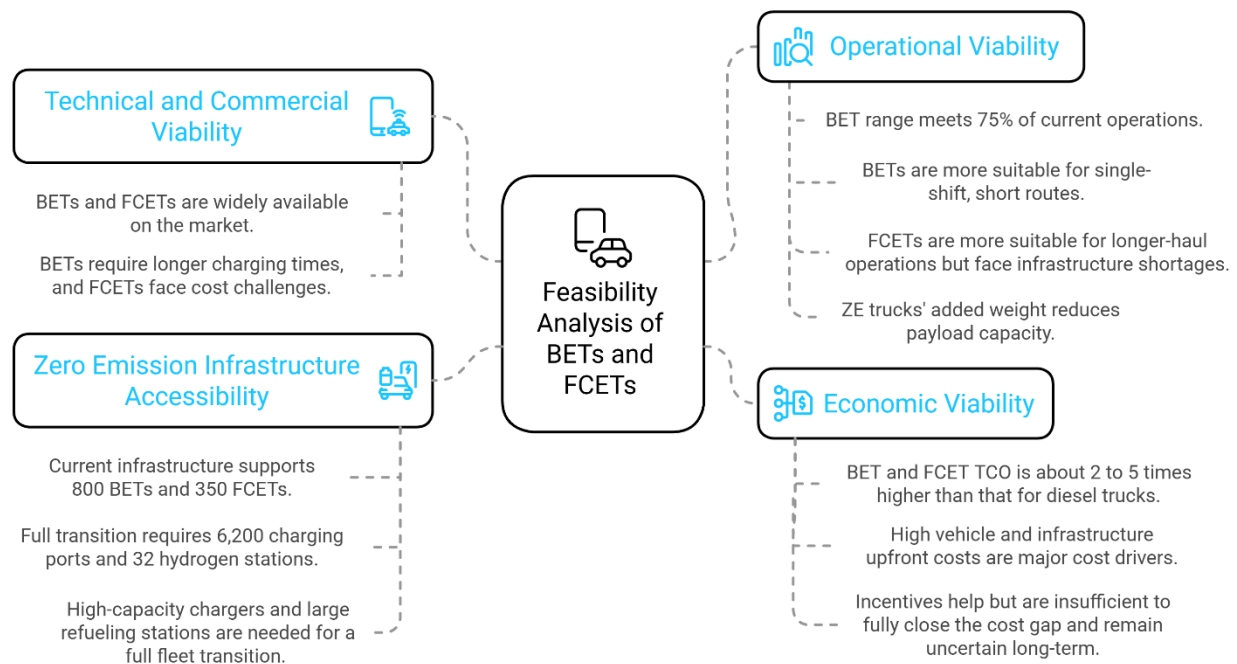 Technical and Commercial
Viability
BETs and FCETs are widely available
on the market.
BETs require longer charging times,
and FCETs face cost challenges.
Zero Emission Infrastructure
Accessibility
Current infrastructure supports
800 BETs and 350 FCETs.
Full transition requires 6,200 charging
ports and 32 hydrogen stations.
High-capacity chargers and large
refueling stations are needed for a
full fleet transition.
Feasibility
Analysis of
BETs and
FCETs
Operational Viability
BET range meets 75% of current operations.
BETs are more suitable for single-
shift, short routes.
FCETs are more suitable for longer-haul
operations but face infrastructure shortages.
ZE trucks' added weight reduces
payload capacity.
$
Economic Viability
BET and FCET TCO is about 2 to 5 times
higher than that for diesel trucks.
High vehicle and infrastructure
upfront costs are major cost drivers.
Incentives help but are insufficient to
fully close the cost gap and remain
uncertain long-term.